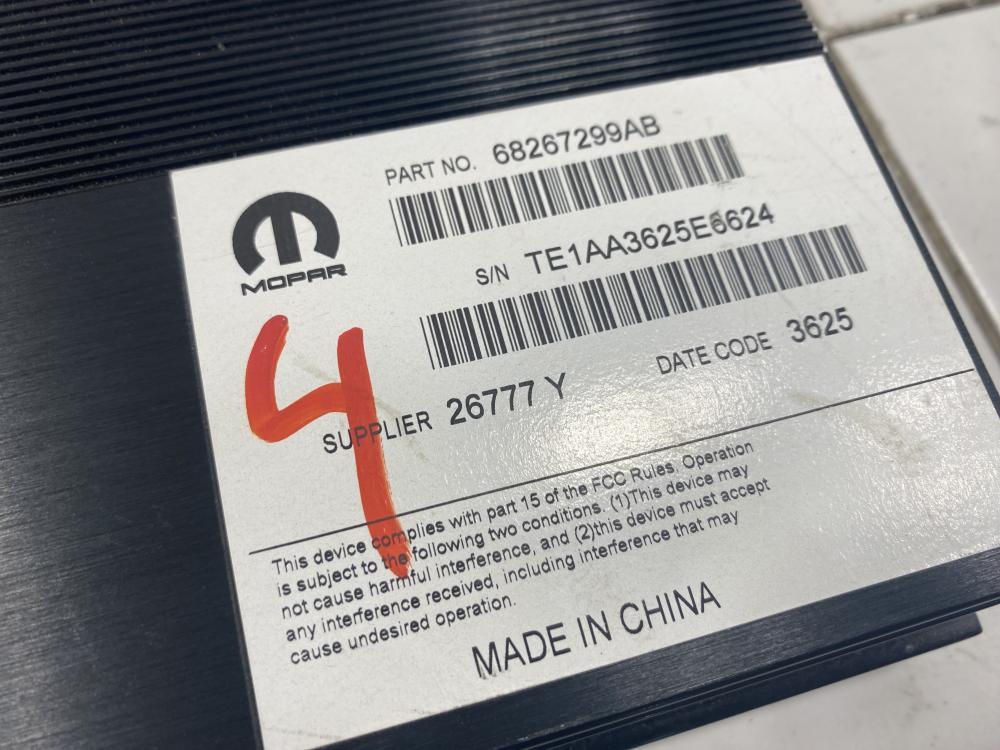 PART NO. 68267299AB
MOPAR
S/N TE1AA3625E6624
SUPPLIER 26777 Y
DATE CODE 3625
4
This device complies with part 15 of the FCC Rules. Operation
is subject to the following two conditions. (1)This device may
not cause harmful interference, and (2)this device must accept
any interference received, including interference that may
cause undesired operation.
MADE IN CHINA